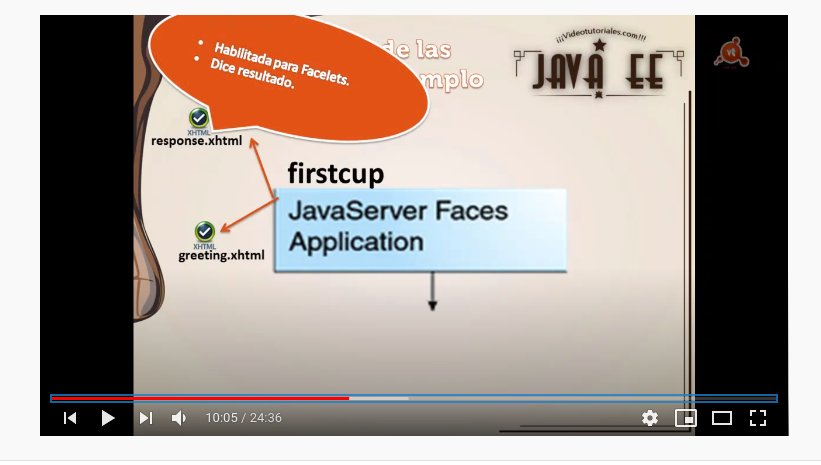 • Habilitada para Facelets.
• Dice resultado.
de las
mplo
¡¡¡Videotutoriales.com!!!
JAVA EE
vt
XHTML
response.xhtml
firstcup
JavaServer Faces
Application
XHTML
greeting.xhtml
10:05 / 24:36